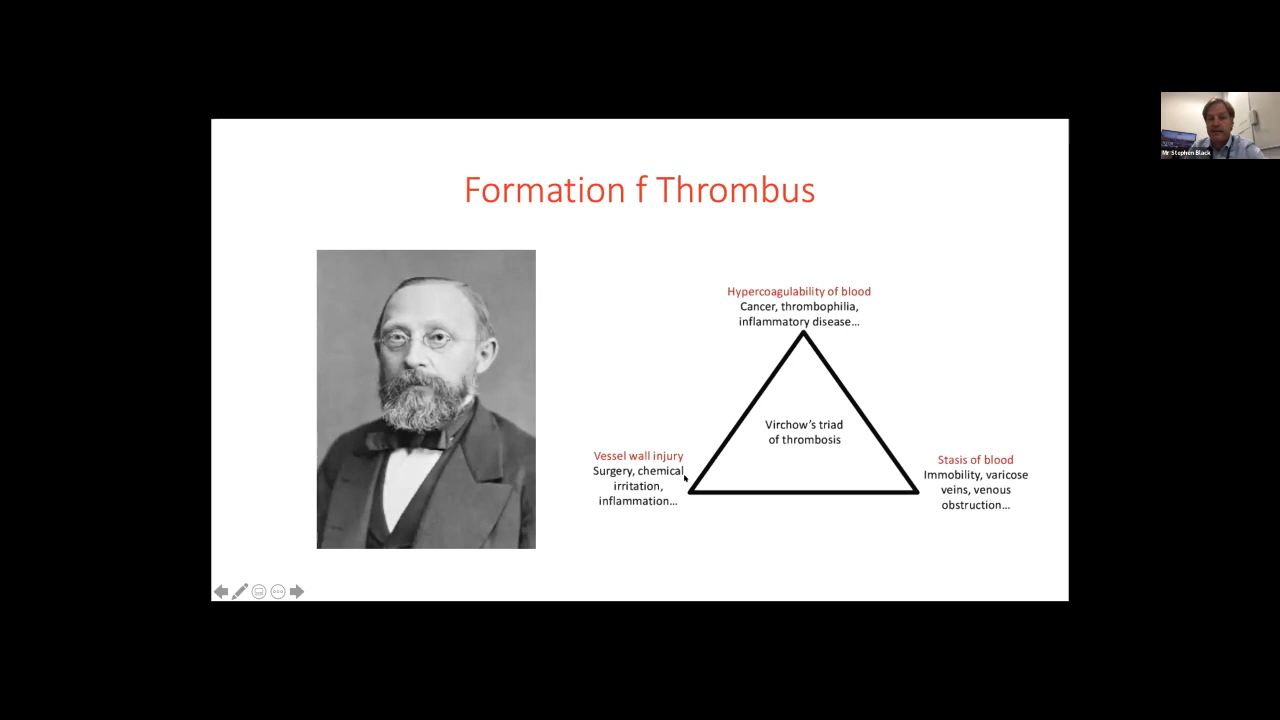 Formation f Thrombus
Hypercoagulability of blood
Cancer, thrombophilia,
inflammatory disease…
Virchow’s triad
of thrombosis
Vessel wall injury
Surgery, chemical
irritation,
inflammation…
Stasis of blood
Immobility, varicose
veins, venous
obstruction…
Mr Stephen Black